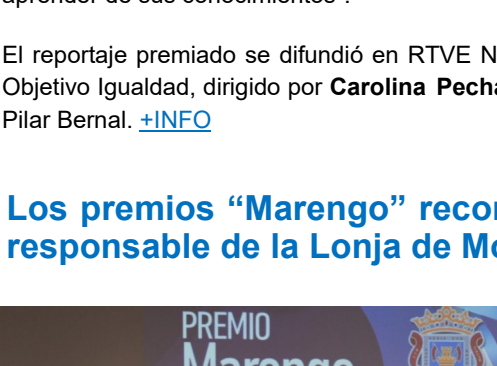 aprender de sus conocimientos".
El reportaje premiado se difundió en RTVE N
Objetivo Igualdad, dirigido por Carolina Pecha
Pilar Bernal. +INFO
Los premios “Marengo” recon
responsable de la Lonja de Mo
PREMIO
Marengo